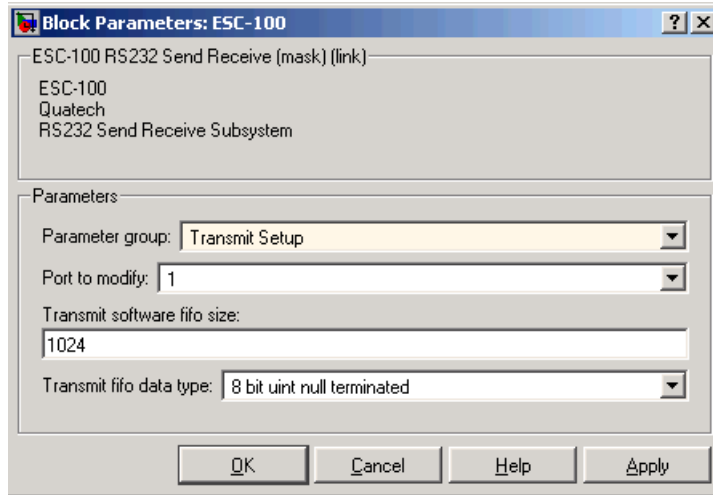 Block Parameters: ESC-100
ESC-100 RS232 Send Receive (mask) (link)
ESC-100
Quatech
RS232 Send Receive Subsystem
Parameters
Parameter group: Transmit Setup
Port to modify: 1
Transmit software fifo size:
1024
Transmit fifo data type: 8 bit uint null terminated
OK Cancel Help Apply